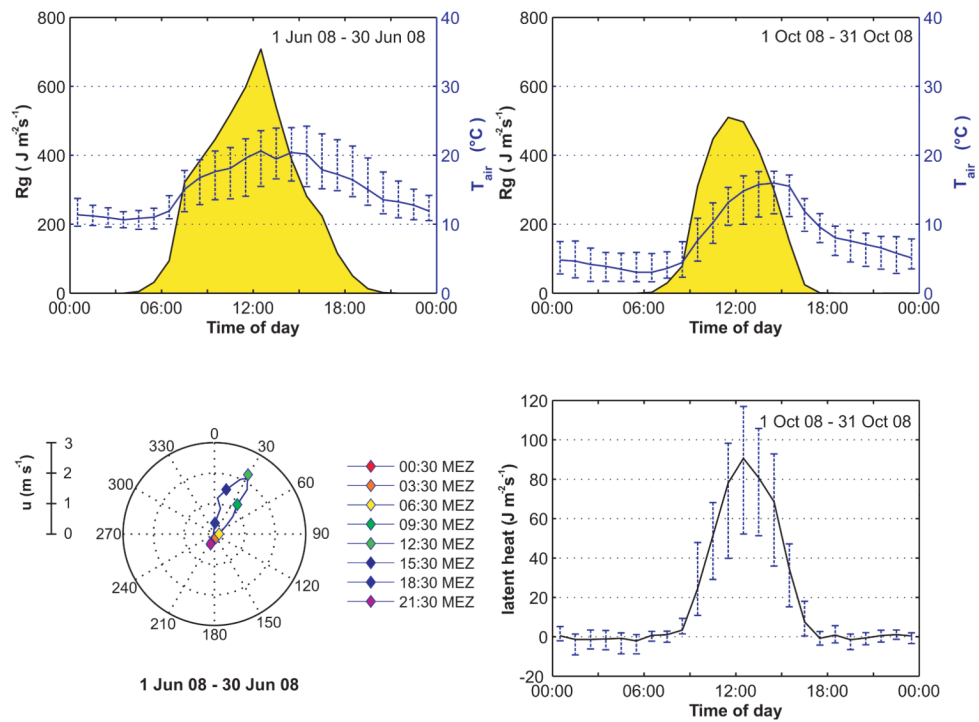 800
600
400
200
0
Rg ( J m-2s-1)
1 Jun 08 - 30 Jun 08
40
30
20
10
0
Tair (°C)
00:00 06:00 12:00 18:00 00:00
Time of day
800
600
400
200
0
Rg ( J m-2s-1)
1 Oct 08 - 31 Oct 08
40
30
20
10
0
Tair (°C)
00:00 06:00 12:00 18:00 00:00
Time of day
3
2
1
0
u (m s-1)
0
30
60
90
120
150
180
210
240
270
300
330
00:30 MEZ
03:30 MEZ
06:30 MEZ
09:30 MEZ
12:30 MEZ
15:30 MEZ
18:30 MEZ
21:30 MEZ
1 Jun 08 - 30 Jun 08
120
100
80
60
40
20
0
-20
latent heat (J m-2s-1)
1 Oct 08 - 31 Oct 08
00:00 06:00 12:00 18:00 00:00
Time of day